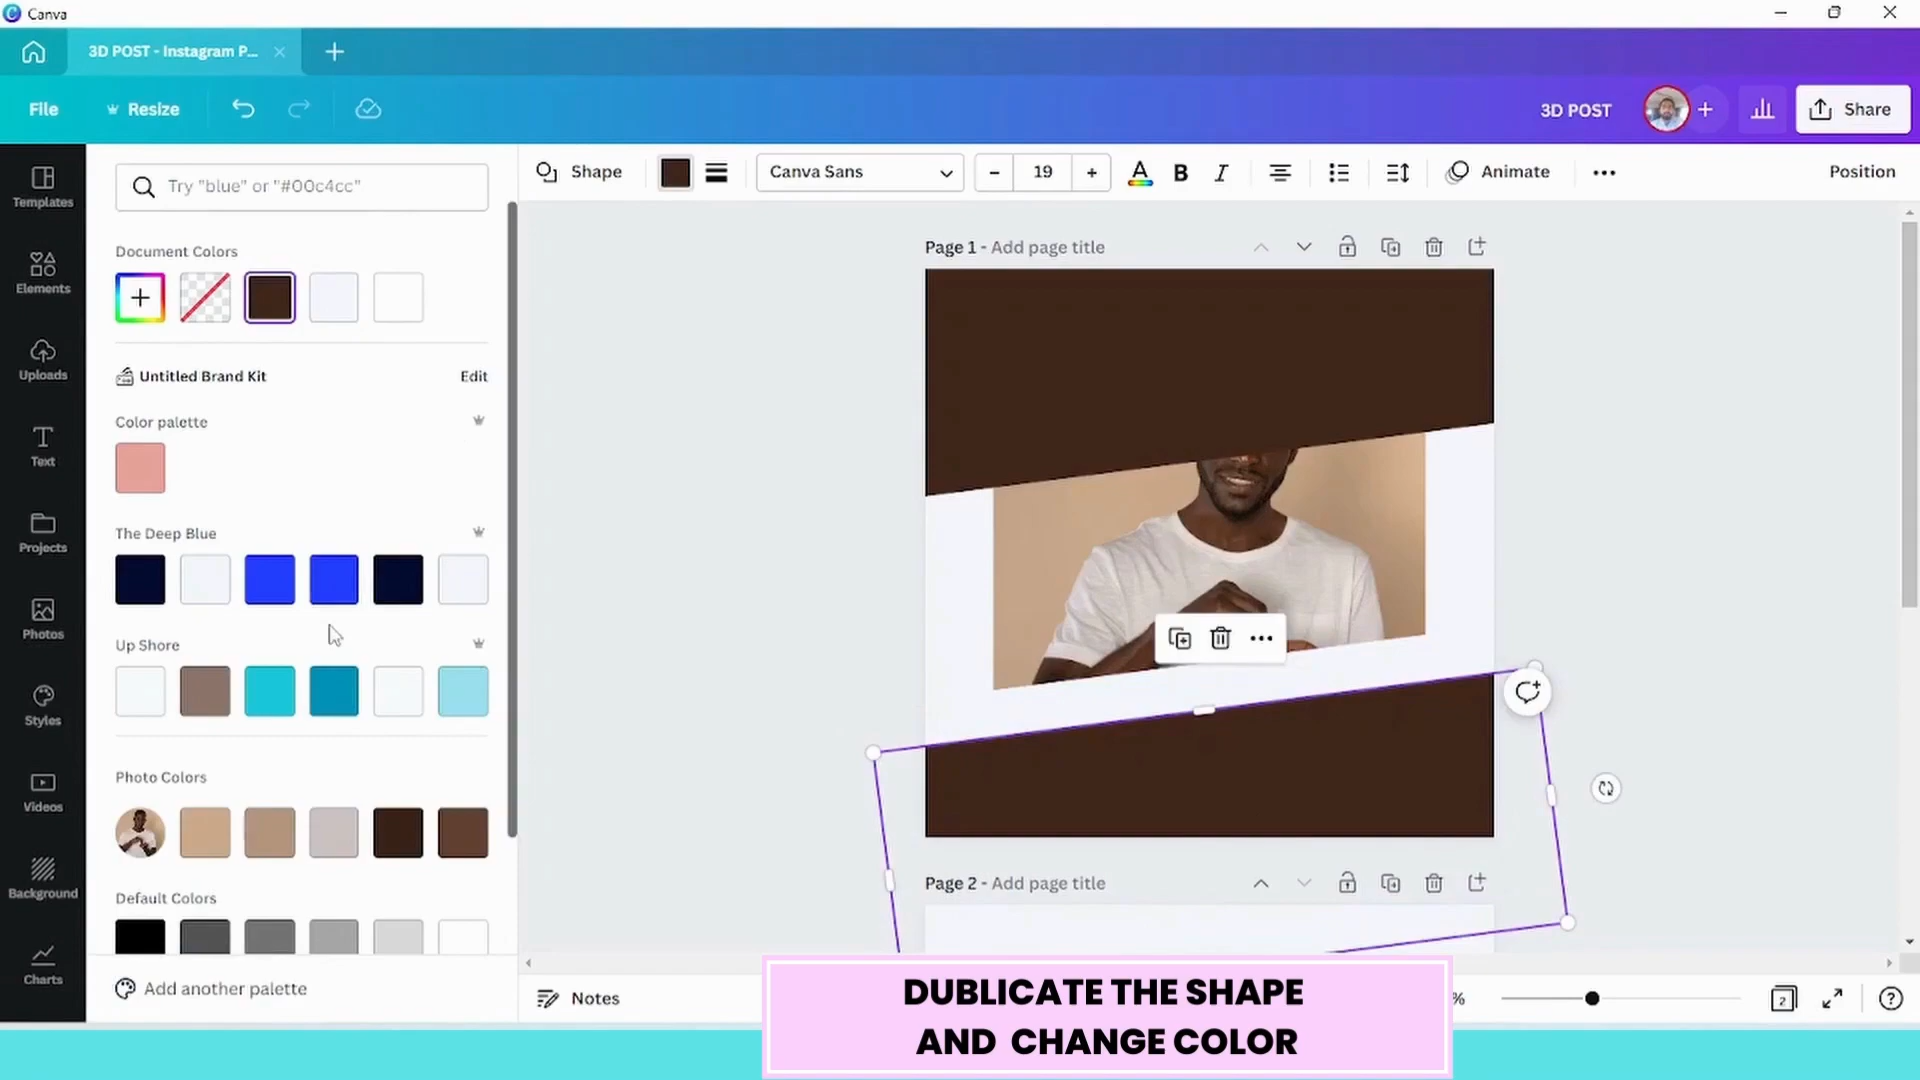 Canva
3D POST - Instagram P...
File
Resize
3D POST
Share
Templates
Elements
Uploads
Text
Projects
Photos
Styles
Videos
Background
Charts
Try "blue" or "#00c4cc"
Document Colors
Untitled Brand Kit
Edit
Color palette
The Deep Blue
Up Shore
Photo Colors
Default Colors
Add another palette
Shape
Canva Sans
19
A
B
I
Animate
Position
Page 1 - Add page title
Page 2 - Add page title
Notes
%
2
?
DUBLICATE THE SHAPE
AND CHANGE COLOR